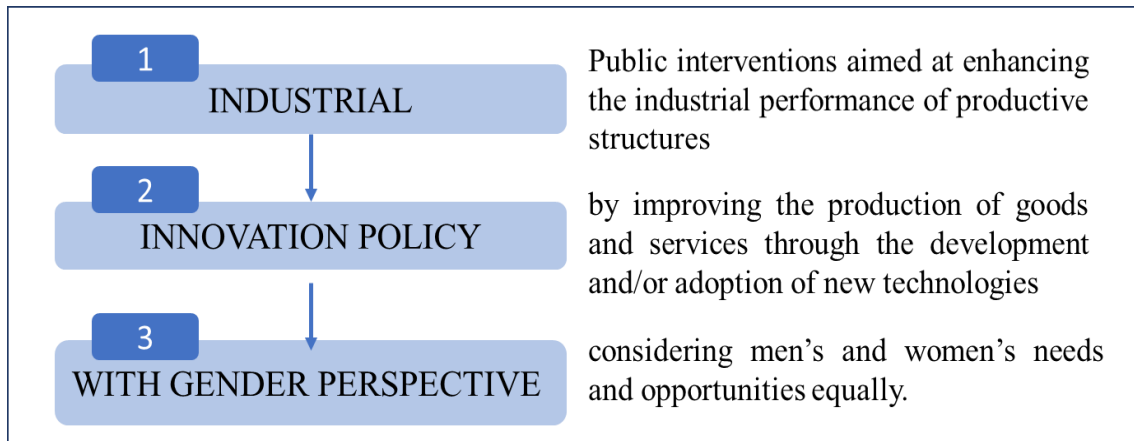 1
INDUSTRIAL
Public interventions aimed at enhancing
the industrial performance of productive
structures
2
INNOVATION POLICY
by improving the production of goods
and services through the development
and/or adoption of new technologies
3
WITH GENDER PERSPECTIVE
considering men’s and women’s needs
and opportunities equally.